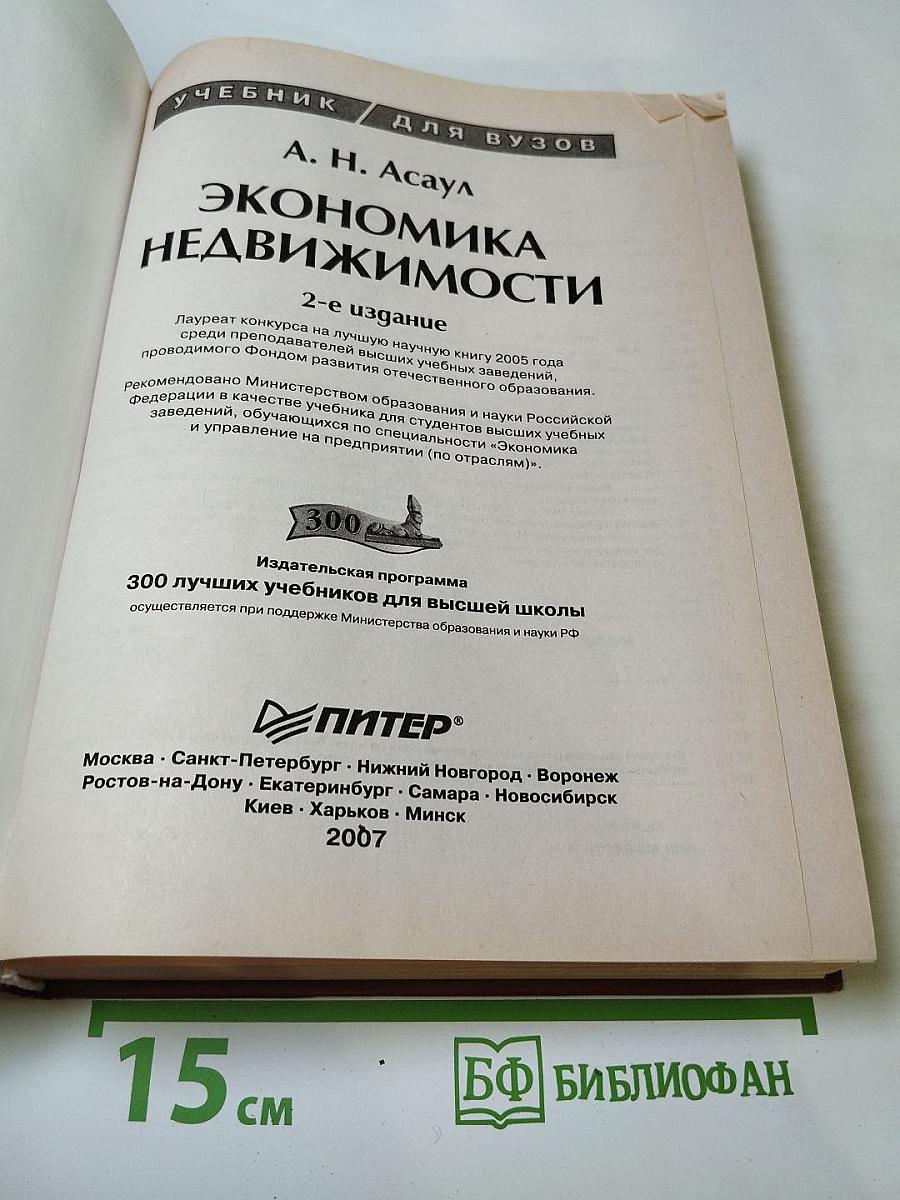 УЧЕБНИК / ДЛЯ ВУЗОВ
А. Н. Асаул
ЭКОНОМИКА
НЕДВИЖИМОСТИ
2-е издание
Лауреат конкурса на лучшую научную книгу 2005 года
среди преподавателей высших учебных заведений,
проводимого Фондом развития отечественного образования.
Рекомендовано Министерством образования и науки Российской
Федерации в качестве учебника для студентов высших учебных
заведений, обучающихся по специальности «Экономика
и управление на предприятии (по отраслям)».
300
Издательская программа
300 лучших учебников для высшей школы
осуществляется при поддержке Министерства образования и науки РФ
ПИТЕР®
Москва · Санкт-Петербург · Нижний Новгород · Воронеж
Ростов-на-Дону · Екатеринбург · Самара · Новосибирск
Киев · Харьков · Минск
2007
15 см
БФ БИБЛИОФАН